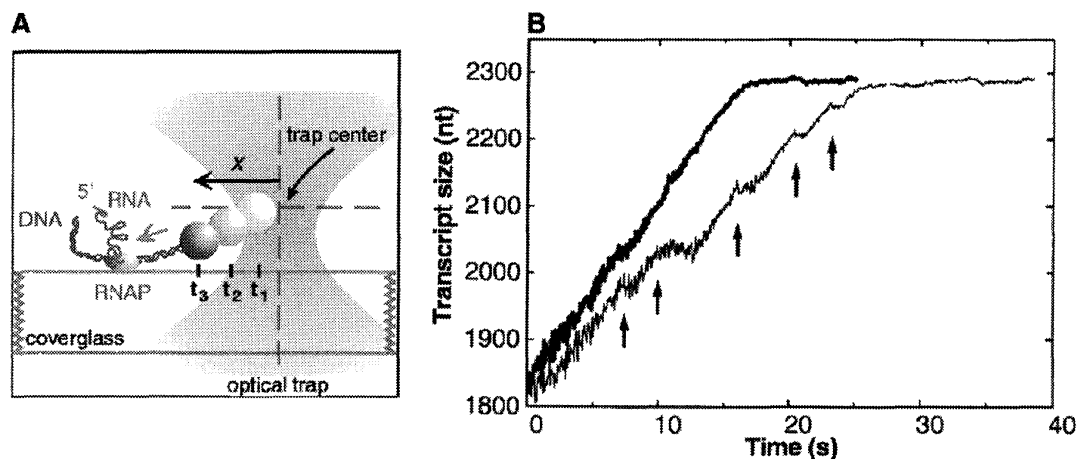 A
trap center
x
5'
RNA
DNA
RNAP
t3 t2 t1
coverglass
optical trap
B
Transcript size (nt)
2300
2200
2100
2000
1900
1800
0 10 20 30 40
Time (s)